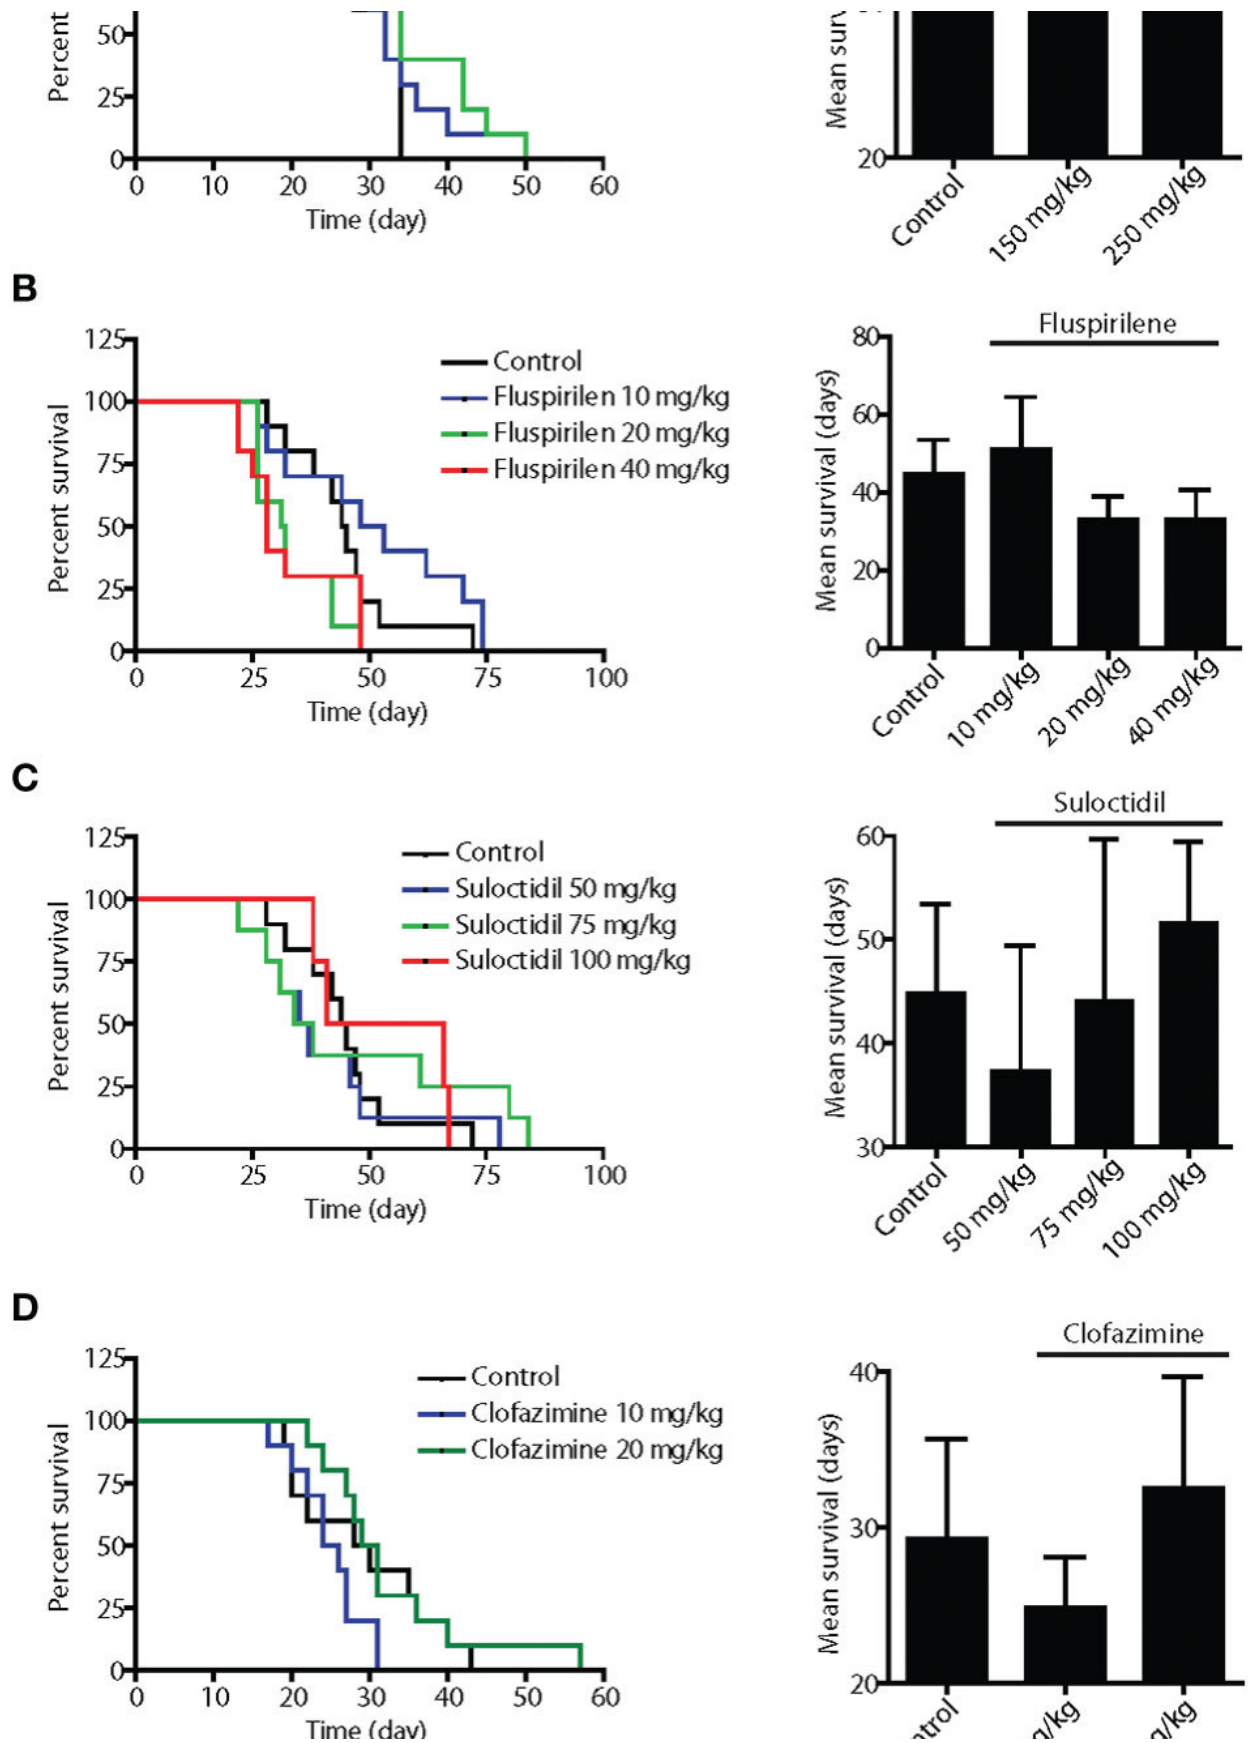 Percent
50
25
0
0 10 20 30 40 50 60
Time (day)
Mean surv
20
Control
150 mg/kg
250 mg/kg
B
125
100
75
50
25
0
Percent survival
0 25 50 75 100
Time (day)
Control
Fluspirilen 10 mg/kg
Fluspirilen 20 mg/kg
Fluspirilen 40 mg/kg
Fluspirilene
80
60
40
20
0
Mean survival (days)
Control
10 mg/kg
20 mg/kg
40 mg/kg
C
125
100
75
50
25
0
Percent survival
0 25 50 75 100
Time (day)
Control
Suloctidil 50 mg/kg
Suloctidil 75 mg/kg
Suloctidil 100 mg/kg
Suloctidil
60
50
40
30
Mean survival (days)
Control
50 mg/kg
75 mg/kg
100 mg/kg
D
125
100
75
50
25
0
Percent survival
0 10 20 30 40 50 60
Time (day)
Control
Clofazimine 10 mg/kg
Clofazimine 20 mg/kg
Clofazimine
40
30
20
Mean survival (days)
ntrol
g/kg
g/kg